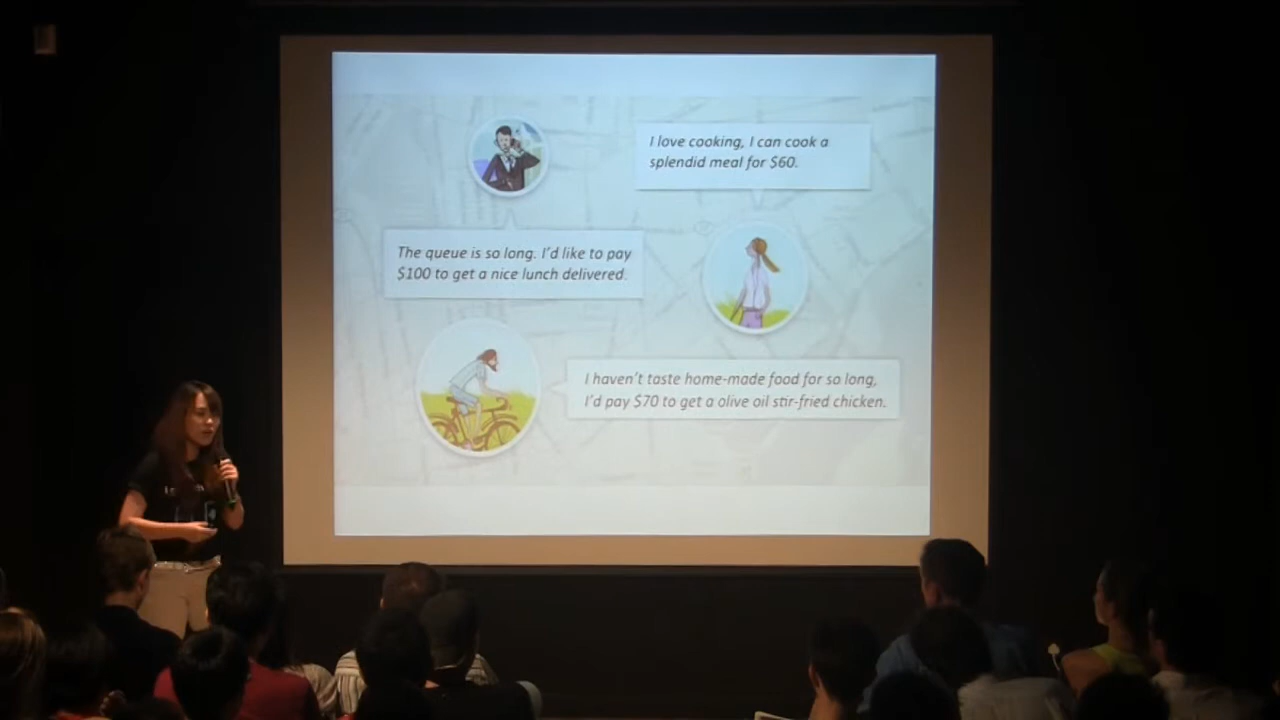 I love cooking, I can cook a
splendid meal for $60.
The queue is so long. I'd like to pay
$100 to get a nice lunch delivered.
I haven't taste home-made food for so long,
I'd pay $70 to get a olive oil stir-fried chicken.